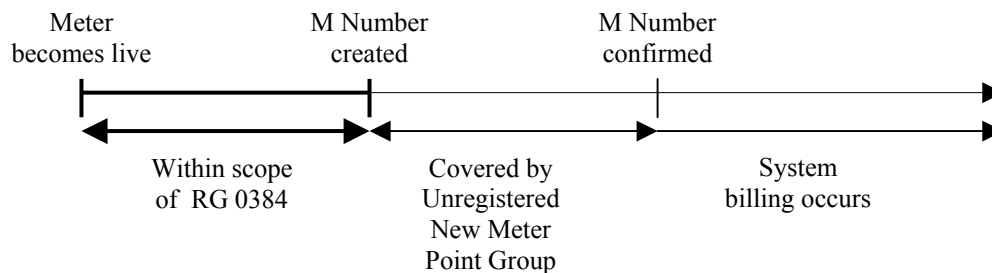 Meter
becomes live
M Number
created
M Number
confirmed
Within scope
of RG 0384
Covered by
Unregistered
New Meter
Point Group
System
billing occurs